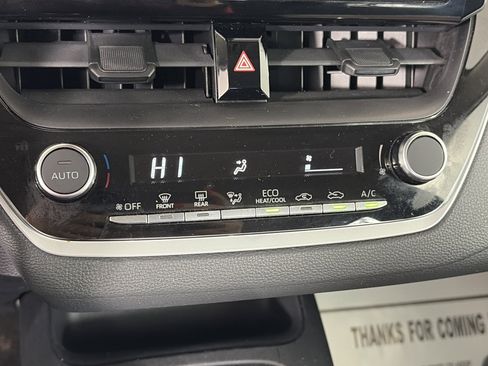 HI
AUTO
OFF
FRONT
REAR
ECO
HEAT/COOL
A/C
THANKS FOR COMING